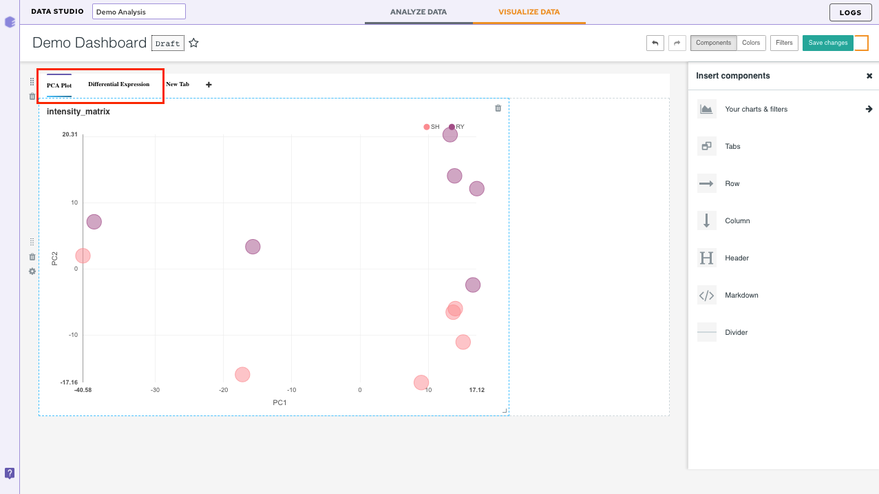 DATA STUDIO
Demo Analysis
ANALYZE DATA
VISUALIZE DATA
LOGS
Demo Dashboard
Draft
Components
Colors
Filters
Save changes
PCA Plot
Differential Expression
New Tab
+
intensity_matrix
SH
RY
20.31
10
0
-10
-17.16
PC2
-40.58
-30
-20
-10
0
10
17.12
PC1
Insert components
Your charts & filters
Tabs
Row
Column
H
Header
</>
Markdown
Divider
?